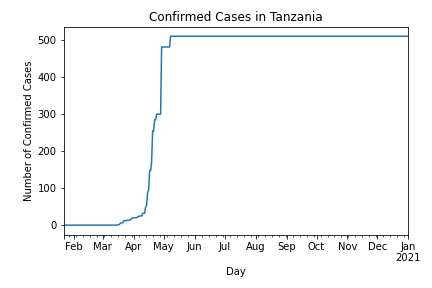 Confirmed Cases in Tanzania
Number of Confirmed Cases
500
400
300
200
100
0
Feb Mar Apr May Jun Jul Aug Sep Oct Nov Dec Jan
2021
Day